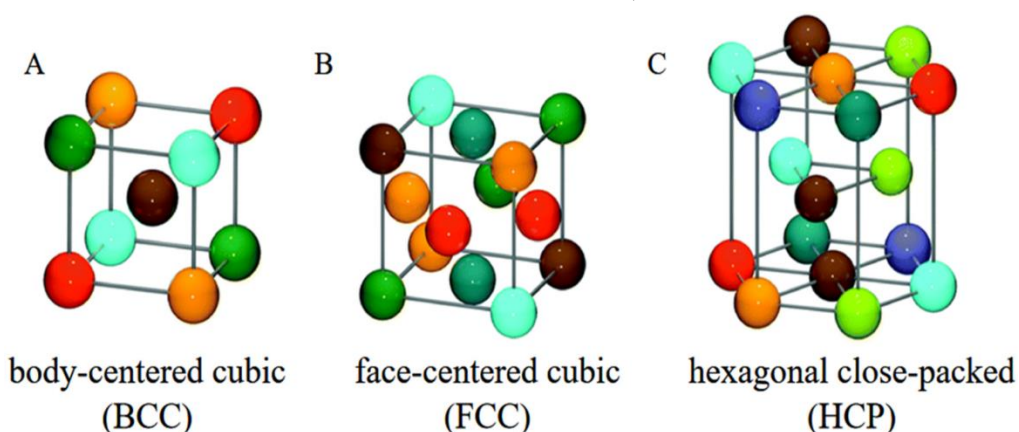 A
B
C
body-centered cubic
(BCC)
face-centered cubic
(FCC)
hexagonal close-packed
(HCP)